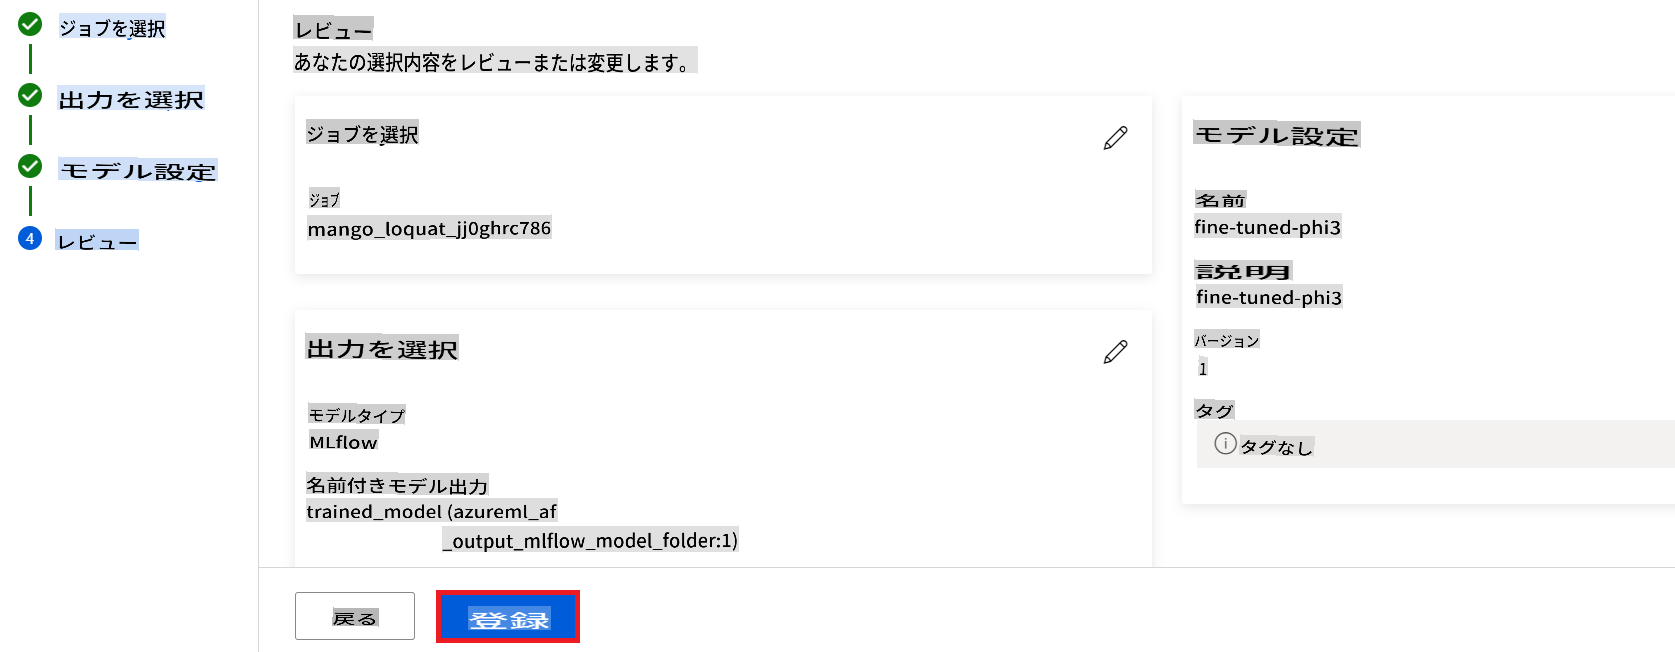 ジョブを選択
出力を選択
モデル設定
4
レビュー
レビュー
あなたの選択内容をレビューまたは変更します。
ジョブを選択
ジョブ
mango_loquat_jj0ghrc786
出力を選択
モデルタイプ
MLflow
名前付きモデル出力
trained_model (azureml_af
_output_mlflow_model_folder:1)
モデル設定
名前
fine-tuned-phi3
説明
fine-tuned-phi3
バージョン
1
タグ
タグなし
戻る
登録